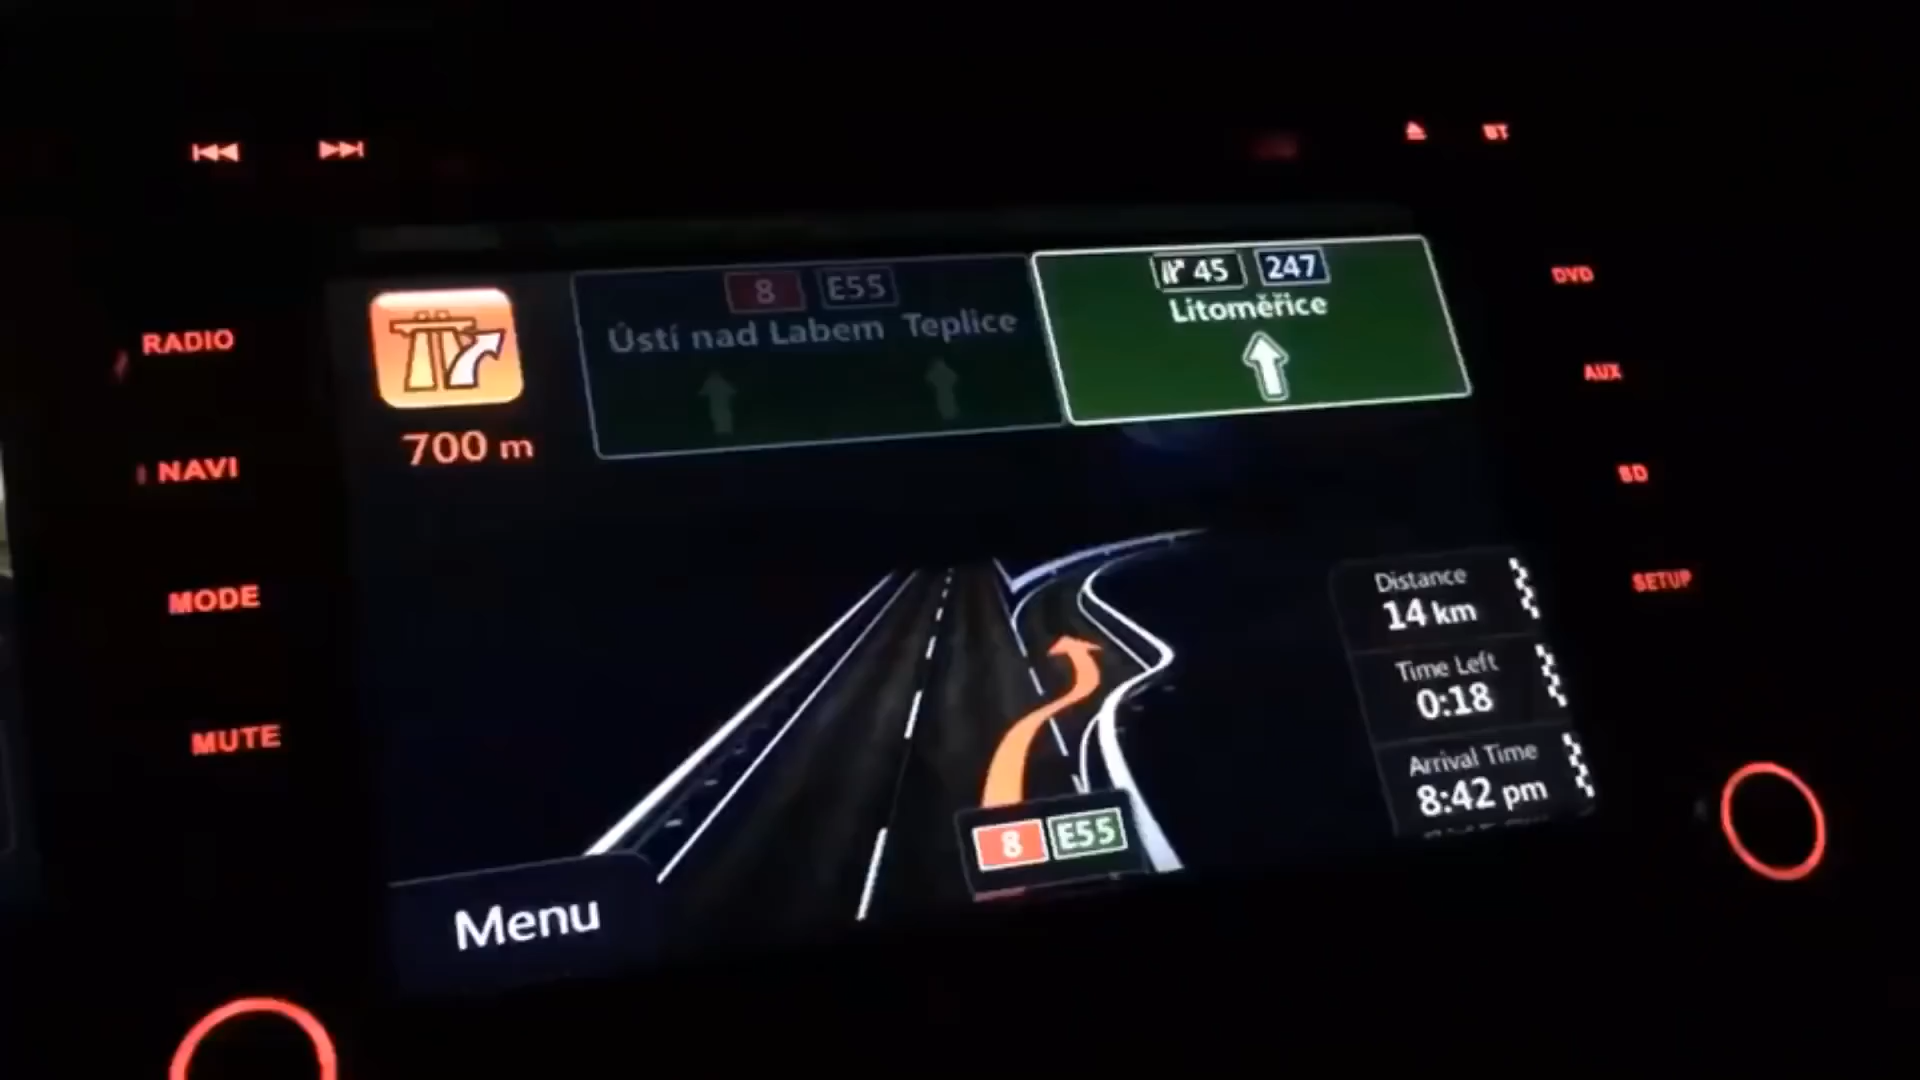 BT
DVD
RADIO
AUX
NAVI
SD
MODE
SETUP
MUTE
8 E55
Ústí nad Labem Teplice
45 247
Litoměřice
700 m
Distance
14 km
Time Left
0:18
Arrival Time
8:42 pm
8 E55
Menu